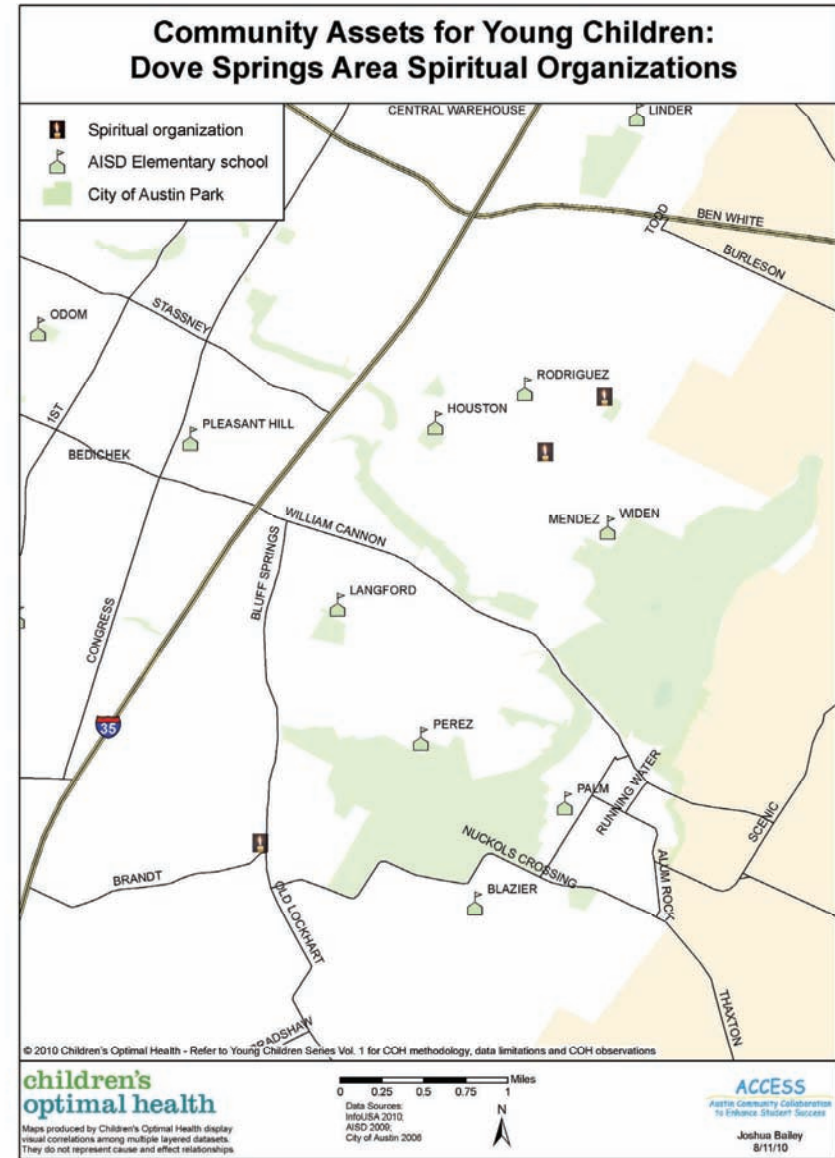 Community Assets for Young Children:
Dove Springs Area Spiritual Organizations
Spiritual organization
AISD Elementary school
City of Austin Park
CENTRAL WAREHOUSE
LINDER
TODD
BEN WHITE
BURLESON
ODOM
STASSNEY
RODRIGUEZ
HOUSTON
1ST
PLEASANT HILL
BEDICHEK
WILLIAM CANNON
MENDEZ
WIDEN
BLUFF SPRINGS
LANGFORD
CONGRESS
35
PEREZ
PALM
RUNNING WATER
SCENIC
NUCKOLS CROSSING
BRANDT
ALUM ROCK
BLAZIER
OLD LOCKHART
THAXTON
BRADSHAW
© 2010 Children's Optimal Health - Refer to Young Children Series Vol. 1 for COH methodology, data limitations and COH observations
children's
optimal health
Maps produced by Children's Optimal Health display
visual correlations among multiple layered datasets.
They do not represent cause and effect relationships.
Miles
0 0.25 0.5 0.75 1
Data Sources:
InfoUSA 2010;
AISD 2009;
City of Austin 2006
N
ACCESS
Austin Community Collaboration
to Enhance Student Success
Joshua Bailey
8/11/10